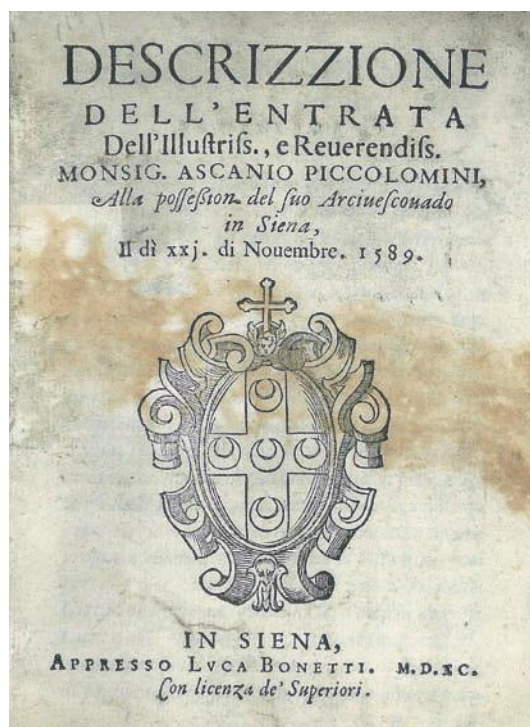 DESCRIZZIONE
DELL'ENTRATA
Dell'Illuſtriſs., e Reuerendiſs.
MONSIG. ASCANIO PICCOLOMINI,
Alla poſſeſsion. del ſuo Arciueſcouado
in Siena,
Il dì xxj. di Nouembre. 1589.
IN SIENA,
APPRESSO LVCA BONETTI. M.D.XC.
Con licenza de' Superiori.